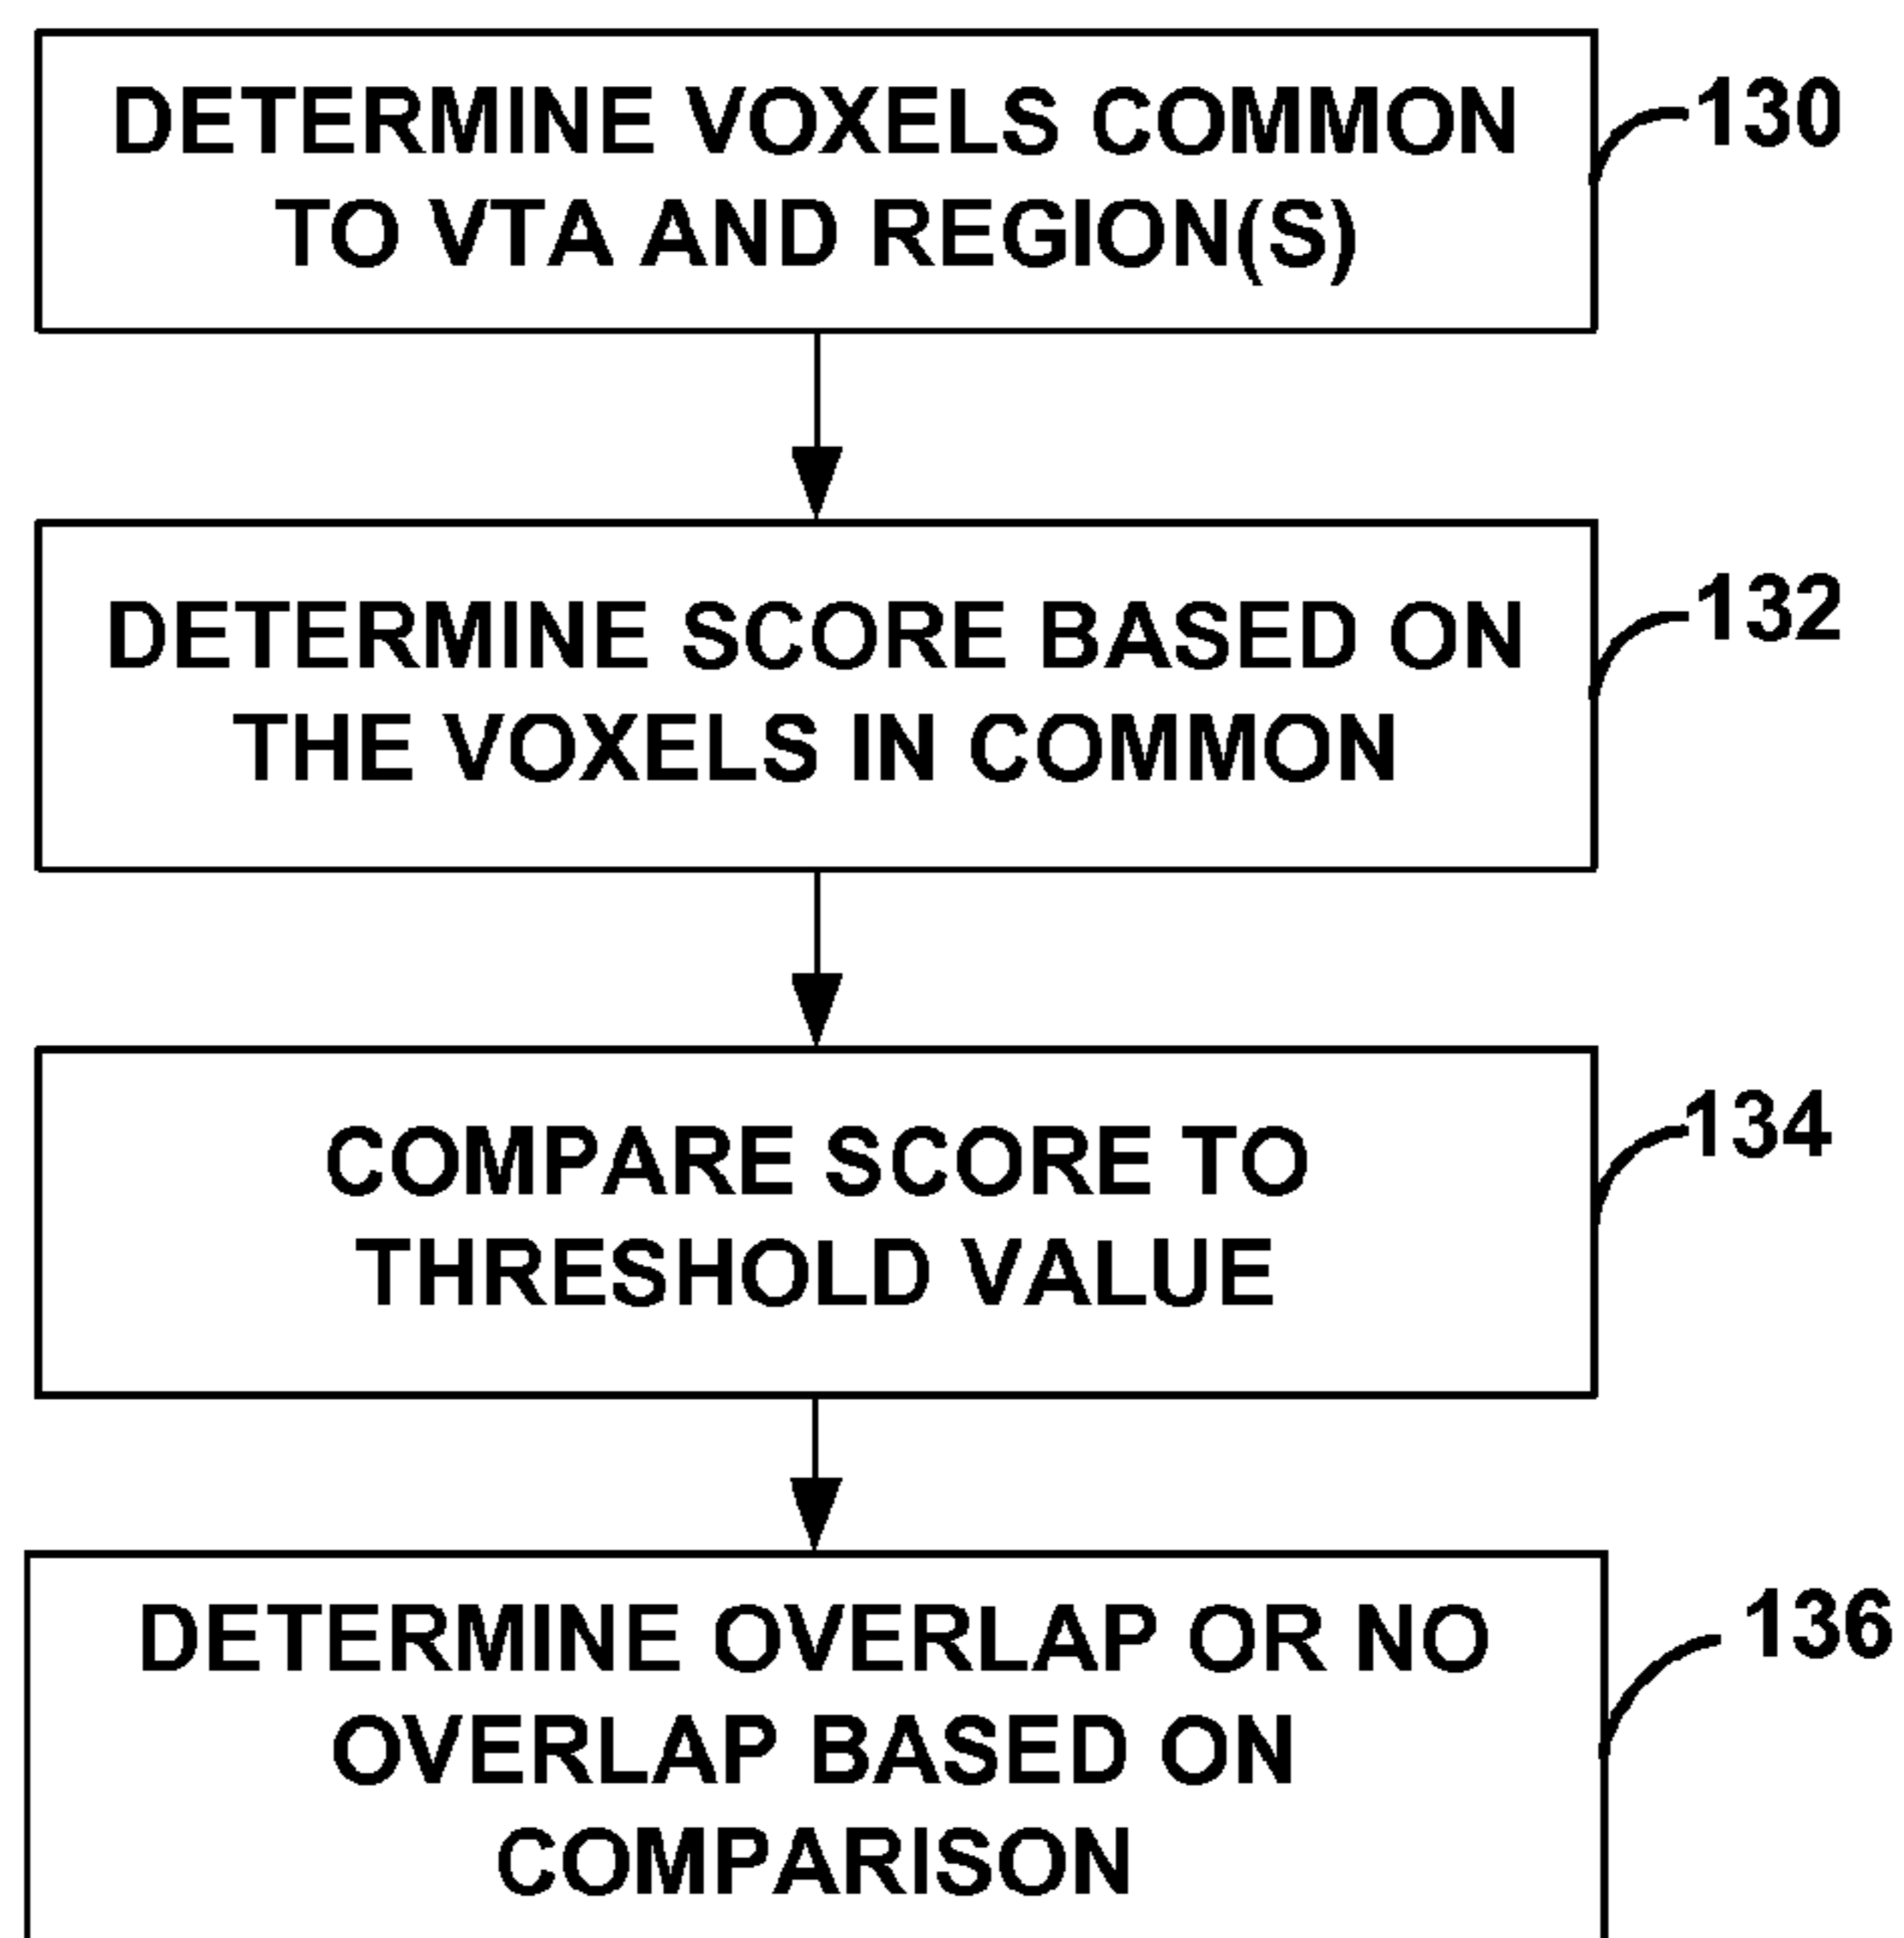 DETERMINE VOXELS COMMON
TO VTA AND REGION(S)
130
DETERMINE SCORE BASED ON
THE VOXELS IN COMMON
132
COMPARE SCORE TO
THRESHOLD VALUE
134
DETERMINE OVERLAP OR NO
OVERLAP BASED ON
COMPARISON
136